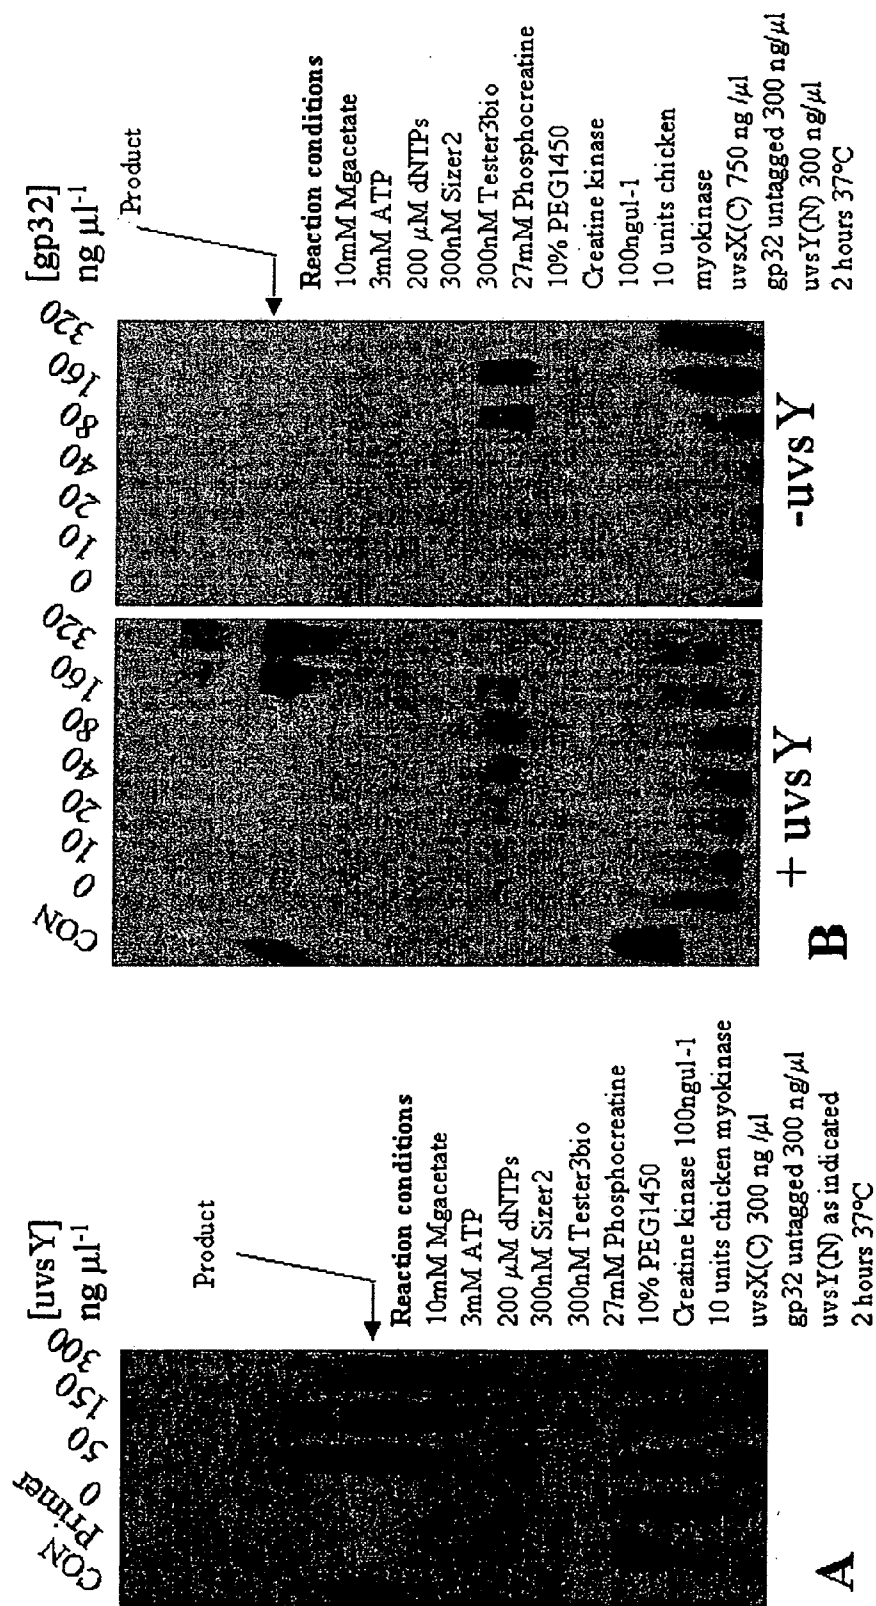 [uvsY]
ng µl-1
CON
Primer
0
50
150
300
Product
Reaction conditions
10mM Mgacetate
3mM ATP
200 µM dNTPs
300nM Sizer2
300nM Tester3bio
27mM Phosphocreatine
10% PEG1450
Creatine kinase 100ngul-1
10 units chicken myokinase
uvsX(C) 300 ng /µl
gp32 untagged 300 ng/µl
uvsY(N) as indicated
2 hours 37ºC
A
[gp32]
ng µl-1
CON 0 10 20 40 80 160 320
0 10 20 40 80 160 320
Product
Reaction conditions
10mM Mgacetate
3mM ATP
200 µM dNTPs
300nM Sizer2
300nM Tester3bio
27mM Phosphocreatine
10% PEG1450
Creatine kinase
100ngul-1
10 units chicken
myokinase
uvsX(C) 750 ng /µl
gp32 untagged 300 ng/µl
uvsY(N) 300 ng/µl
2 hours 37ºC
+ uvs Y
-uvs Y
B